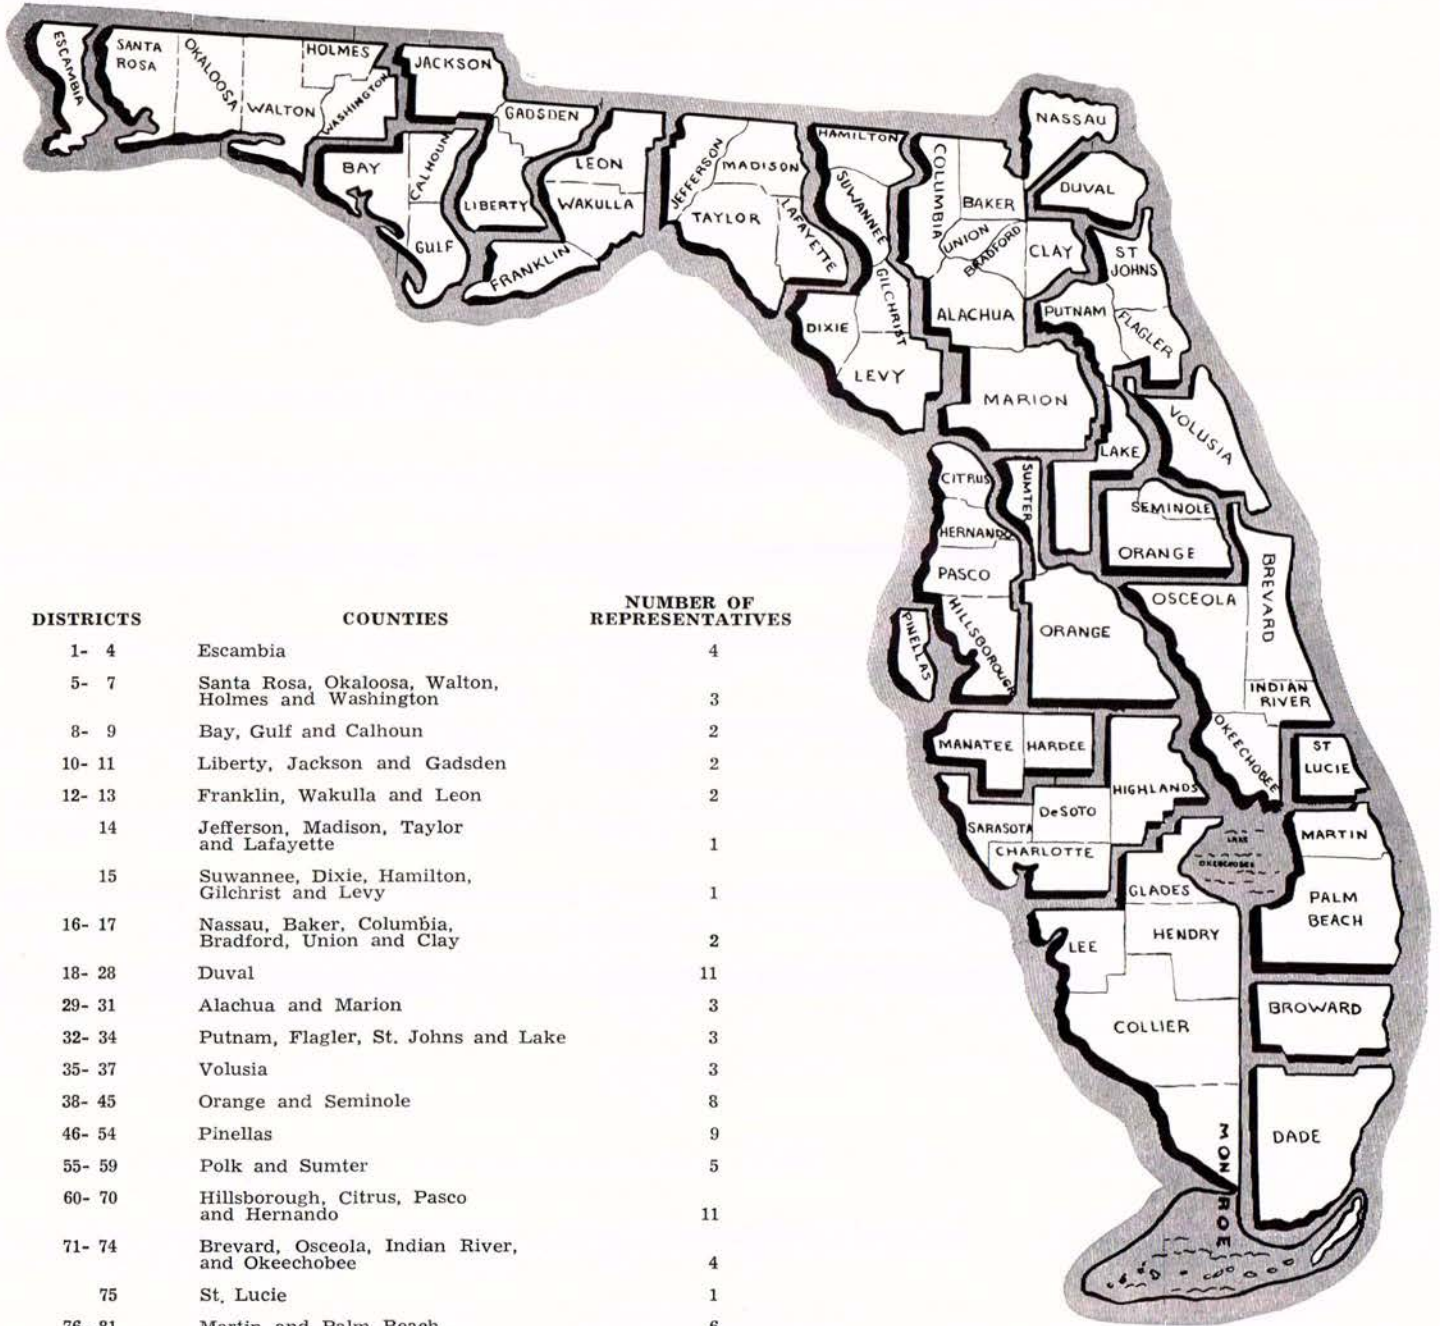 ESCAMBIA
SANTA
ROSA
OKALOOSA
WALTON
HOLMES
WASHINGTON
JACKSON
BAY
CALHOUN
GULF
GADSDEN
LIBERTY
FRANKLIN
LEON
WAKULLA
JEFFERSON
MADISON
TAYLOR
LAFAYETTE
HAMILTON
SUWANNEE
GILCHRIST
DIXIE
LEVY
COLUMBIA
BAKER
UNION
BRADFORD
ALACHUA
NASSAU
DUVAL
CLAY
ST
JOHNS
PUTNAM
FLAGLER
MARION
LAKE
VOLUSIA
CITRUS
SUMTER
HERNANDO
PASCO
HILLSBOROUGH
PINELLAS
SEMINOLE
ORANGE
ORANGE
OSCEOLA
BREVARD
INDIAN
RIVER
OKEECHOBEE
ST
LUCIE
MANATEE
HARDEE
HIGHLANDS
SARASOTA
DeSOTO
CHARLOTTE
GLADES
LAKE
OKEECHOBEE
MARTIN
PALM
BEACH
LEE
HENDRY
COLLIER
BROWARD
DADE
MONROE
DISTRICTS COUNTIES NUMBER OF
REPRESENTATIVES
1- 4 Escambia 4
5- 7 Santa Rosa, Okaloosa, Walton,
Holmes and Washington 3
8- 9 Bay, Gulf and Calhoun 2
10- 11 Liberty, Jackson and Gadsden 2
12- 13 Franklin, Wakulla and Leon 2
14 Jefferson, Madison, Taylor
and Lafayette 1
15 Suwannee, Dixie, Hamilton,
Gilchrist and Levy 1
16- 17 Nassau, Baker, Columbia,
Bradford, Union and Clay 2
18- 28 Duval 11
29- 31 Alachua and Marion 3
32- 34 Putnam, Flagler, St. Johns and Lake 3
35- 37 Volusia 3
38- 45 Orange and Seminole 8
46- 54 Pinellas 9
55- 59 Polk and Sumter 5
60- 70 Hillsborough, Citrus, Pasco
and Hernando 11
71- 74 Brevard, Osceola, Indian River,
and Okeechobee 4
75 St. Lucie 1
76- 81 Martin and Palm Beach 6